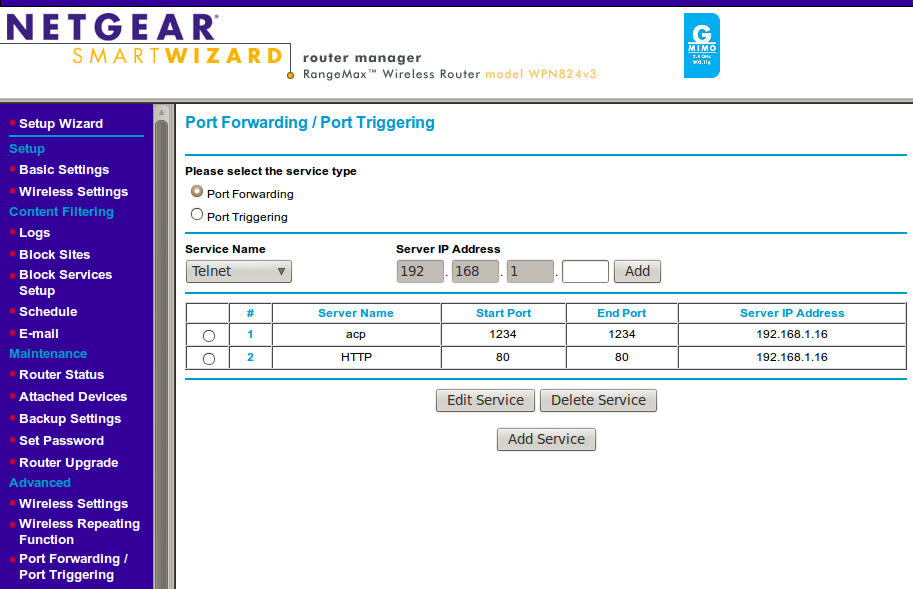 NETGEAR®
SMARTWIZARD
router manager
RangeMax™ Wireless Router model WPN824v3
G
MIMO
2.4 GHz
802.11g
Setup Wizard
Setup
Basic Settings
Wireless Settings
Content Filtering
Logs
Block Sites
Block Services
Setup
Schedule
E-mail
Maintenance
Router Status
Attached Devices
Backup Settings
Set Password
Router Upgrade
Advanced
Wireless Settings
Wireless Repeating
Function
Port Forwarding /
Port Triggering
Port Forwarding / Port Triggering
Please select the service type
Port Forwarding
Port Triggering
Service Name Server IP Address
Telnet 192 . 168 . 1 . Add
# Server Name Start Port End Port Server IP Address
1 acp 1234 1234 192.168.1.16
2 HTTP 80 80 192.168.1.16
Edit Service Delete Service
Add Service